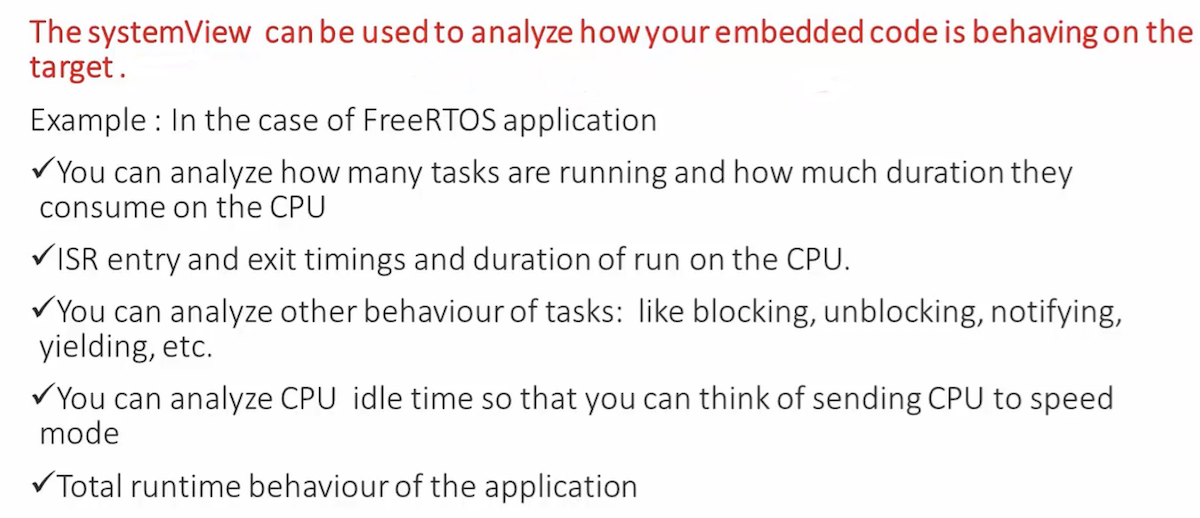 The systemView can be used to analyze how your embedded code is behaving on the
target .
Example : In the case of FreeRTOS application
✓You can analyze how many tasks are running and how much duration they
consume on the CPU
✓ISR entry and exit timings and duration of run on the CPU.
✓You can analyze other behaviour of tasks: like blocking, unblocking, notifying,
yielding, etc.
✓You can analyze CPU idle time so that you can think of sending CPU to speed
mode
✓Total runtime behaviour of the application